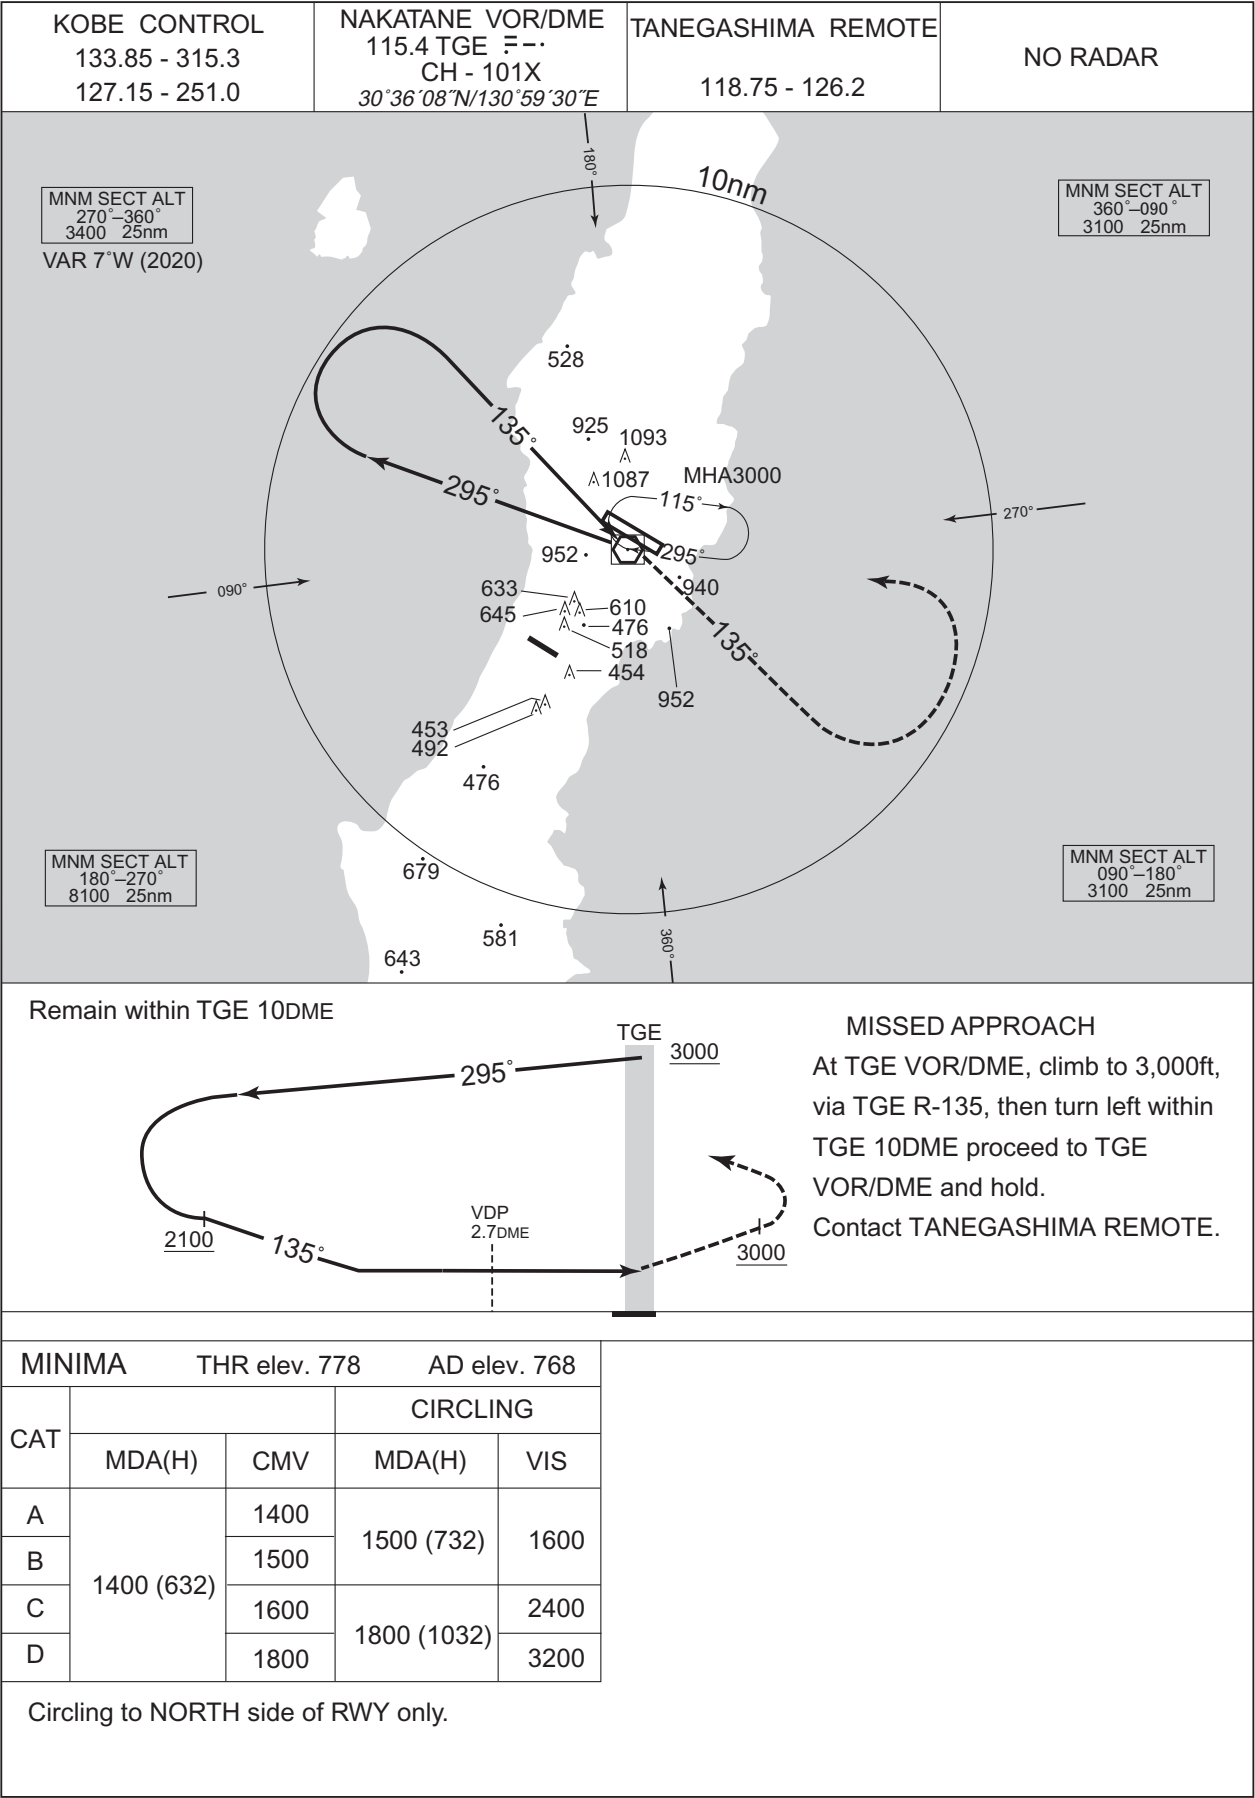 KOBE CONTROL
133.85 - 315.3
127.15 - 251.0
NAKATANE VOR/DME
115.4 TGE
CH - 101X
30°36´08˝N/130°59´30˝E
TANEGASHIMA REMOTE
118.75 - 126.2
NO RADAR
MNM SECT ALT
270°–360°
3400 25nm
VAR 7°W (2020)
180°
10nm
MNM SECT ALT
360°–090°
3100 25nm
528
135°
925
1093
1087
MHA3000
115°
295°
270°
952
295°
090°
940
633
645
610
476
518
135°
454
952
453
492
476
MNM SECT ALT
180°–270°
8100 25nm
679
MNM SECT ALT
090°–180°
3100 25nm
581
360°
643
Remain within TGE 10DME
TGE
3000
295°
VDP
2.7DME
2100
135°
3000
MISSED APPROACH
At TGE VOR/DME, climb to 3,000ft,
via TGE R-135, then turn left within
TGE 10DME proceed to TGE
VOR/DME and hold.
Contact TANEGASHIMA REMOTE.
MINIMA THR elev. 778 AD elev. 768
CAT
CIRCLING
MDA(H) CMV MDA(H) VIS
A 1400
B 1500
1400 (632)
1500 (732) 1600
C 1600 2400
1800 (1032)
D 1800 3200
Circling to NORTH side of RWY only.